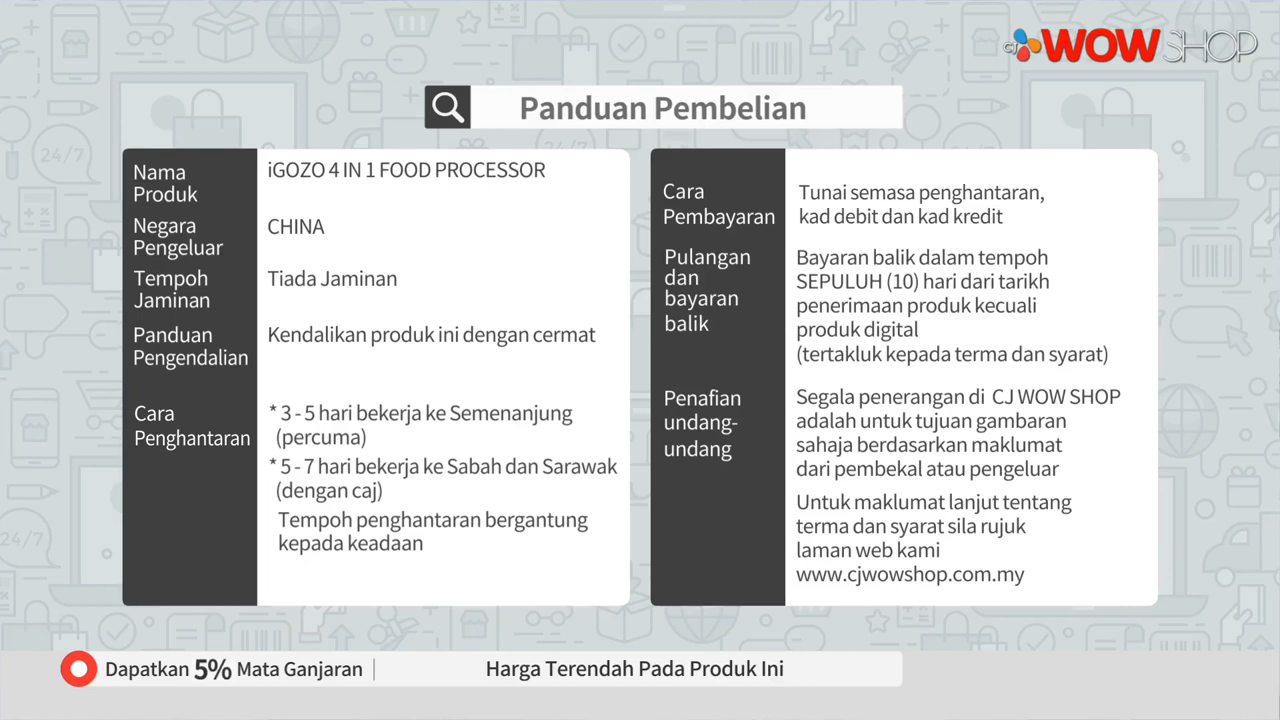 CJ WOW SHOP
Panduan Pembelian
Nama
Produk
iGOZO 4 IN 1 FOOD PROCESSOR
Negara
Pengeluar
CHINA
Tempoh
Jaminan
Tiada Jaminan
Panduan
Pengendalian
Kendalikan produk ini dengan cermat
Cara
Penghantaran
* 3 - 5 hari bekerja ke Semenanjung
(percuma)
* 5 - 7 hari bekerja ke Sabah dan Sarawak
(dengan caj)
Tempoh penghantaran bergantung
kepada keadaan
Cara
Pembayaran
Tunai semasa penghantaran,
kad debit dan kad kredit
Pulangan
dan
bayaran
balik
Bayaran balik dalam tempoh
SEPULUH (10) hari dari tarikh
penerimaan produk kecuali
produk digital
(tertakluk kepada terma dan syarat)
Penafian
undang-
undang
Segala penerangan di CJ WOW SHOP
adalah untuk tujuan gambaran
sahaja berdasarkan maklumat
dari pembekal atau pengeluar
Untuk maklumat lanjut tentang
terma dan syarat sila rujuk
laman web kami
www.cjwowshop.com.my
Dapatkan 5% Mata Ganjaran
Harga Terendah Pada Produk Ini
24/7
24/7
24/7